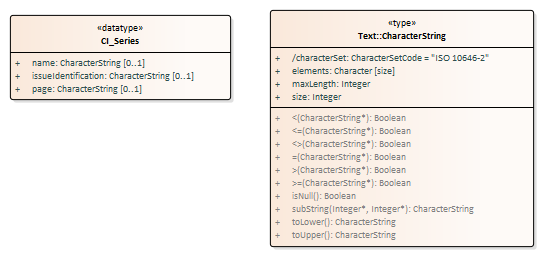 «datatype»
CI_Series
+ name: CharacterString [0..1]
+ issueIdentification: CharacterString [0..1]
+ page: CharacterString [0..1]
«type»
Text::CharacterString
+ /characterSet: CharacterSetCode = "ISO 10646-2"
+ elements: Character [size]
+ maxLength: Integer
+ size: Integer
+ <(CharacterString*): Boolean
+ <=(CharacterString*): Boolean
+ <>(CharacterString*): Boolean
+ =(CharacterString*): Boolean
+ >(CharacterString*): Boolean
+ >=(CharacterString*): Boolean
+ isNull(): Boolean
+ subString(Integer*, Integer*): CharacterString
+ toLower(): CharacterString
+ toUpper(): CharacterString